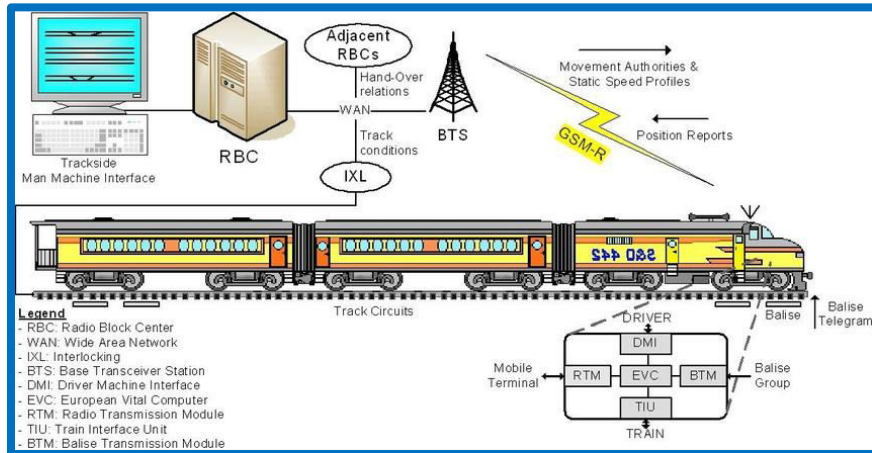 Adjacent
RBCs
Hand-Over
relations
WAN
Track
conditions
IXL
RBC
BTS
Trackside
Man Machine Interface
Movement Authorities &
Static Speed Profiles
Position Reports
GSM-R
S&D 442
Track Circuits
Balise
Balise
Telegram
Legend
- RBC: Radio Block Center
- WAN: Wide Area Network
- IXL: Interlocking
- BTS: Base Transceiver Station
- DMI: Driver Machine Interface
- EVC: European Vital Computer
- RTM: Radio Transmission Module
- TIU: Train Interface Unit
- BTM: Balise Transmission Module
DRIVER
DMI
Mobile
Terminal
RTM
EVC
BTM
Balise
Group
TIU
TRAIN